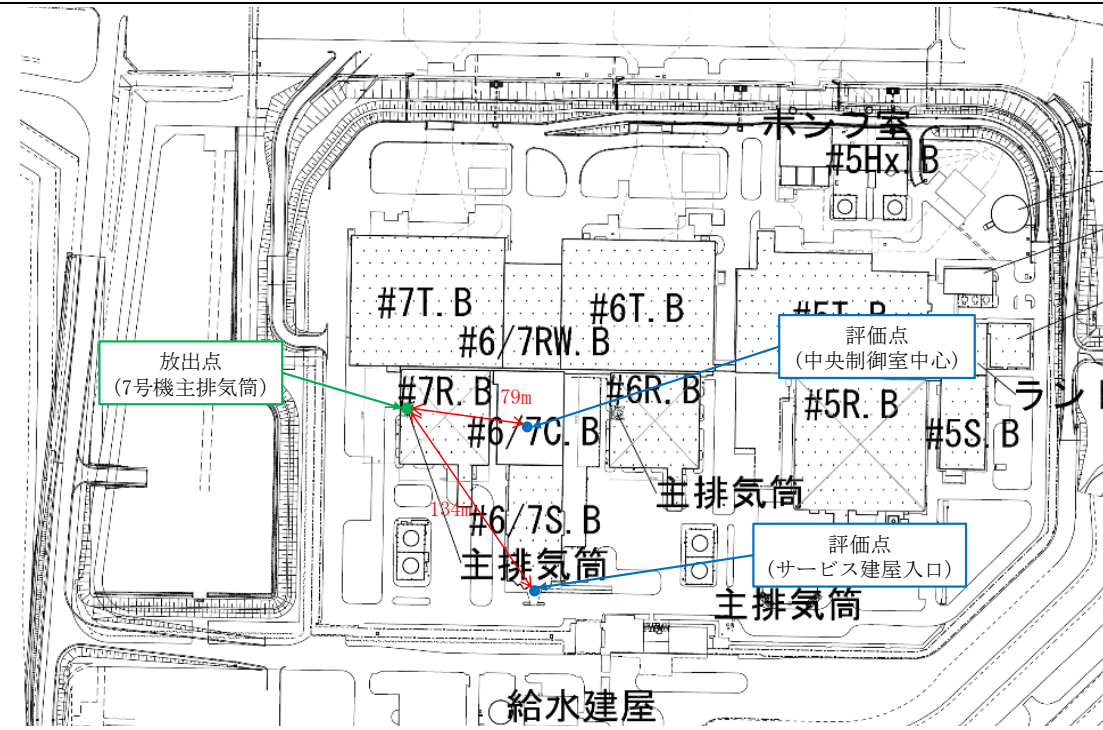 ポンプ室
#5Hx.B
#7T.B
#6T.B
#5T.B
#6/7RW.B
評価点
(中央制御室中心)
放出点
(7号機主排気筒)
#7R.B
79m
#6R.B
#5R.B
ランド
#6/7C.B
#5S.B
主排気筒
134m
#6/7S.B
評価点
(サービス建屋入口)
主排気筒
主排気筒
給水建屋